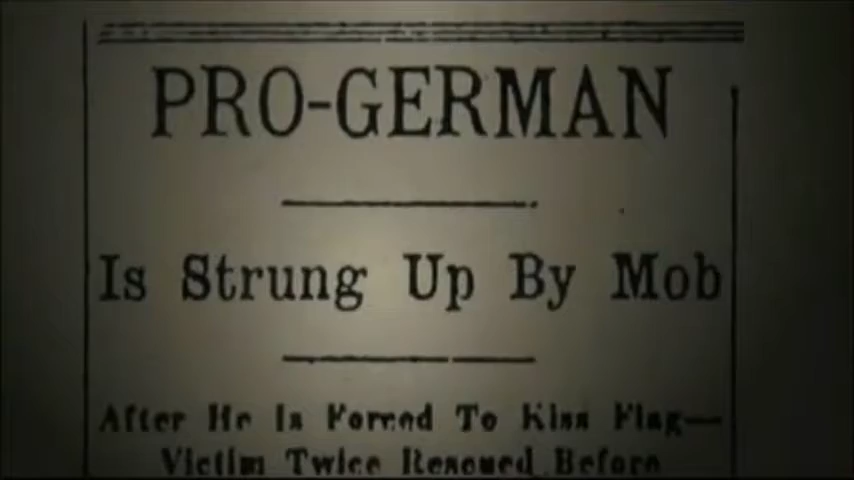 PRO-GERMAN
Is Strung Up By Mob
After He Is Forced To Kiss Flag—
Victim Twice Rescued Before